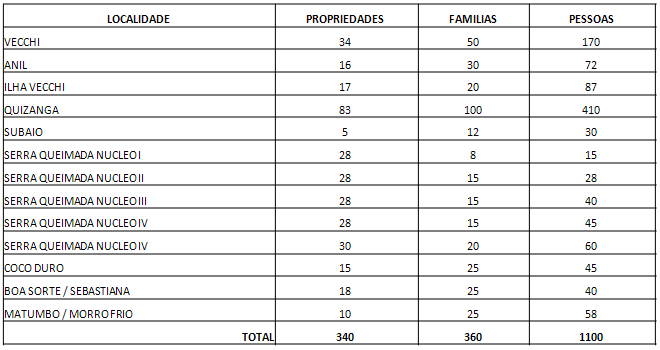 LOCALIDADE PROPRIEDADES FAMILIAS PESSOAS
VECCHI 34 50 170
ANIL 16 30 72
ILHA VECCHI 17 20 87
QUIZANGA 83 100 410
SUBAIO 5 12 30
SERRA QUEIMADA NUCLEO I 28 8 15
SERRA QUEIMADA NUCLEO II 28 15 28
SERRA QUEIMADA NUCLEO III 28 15 40
SERRA QUEIMADA NUCLEO IV 28 15 45
SERRA QUEIMADA NUCLEO IV 30 20 60
COCO DURO 15 25 45
BOA SORTE / SEBASTIANA 18 25 40
MATUMBO / MORRO FRIO 10 25 58
TOTAL 340 360 1100